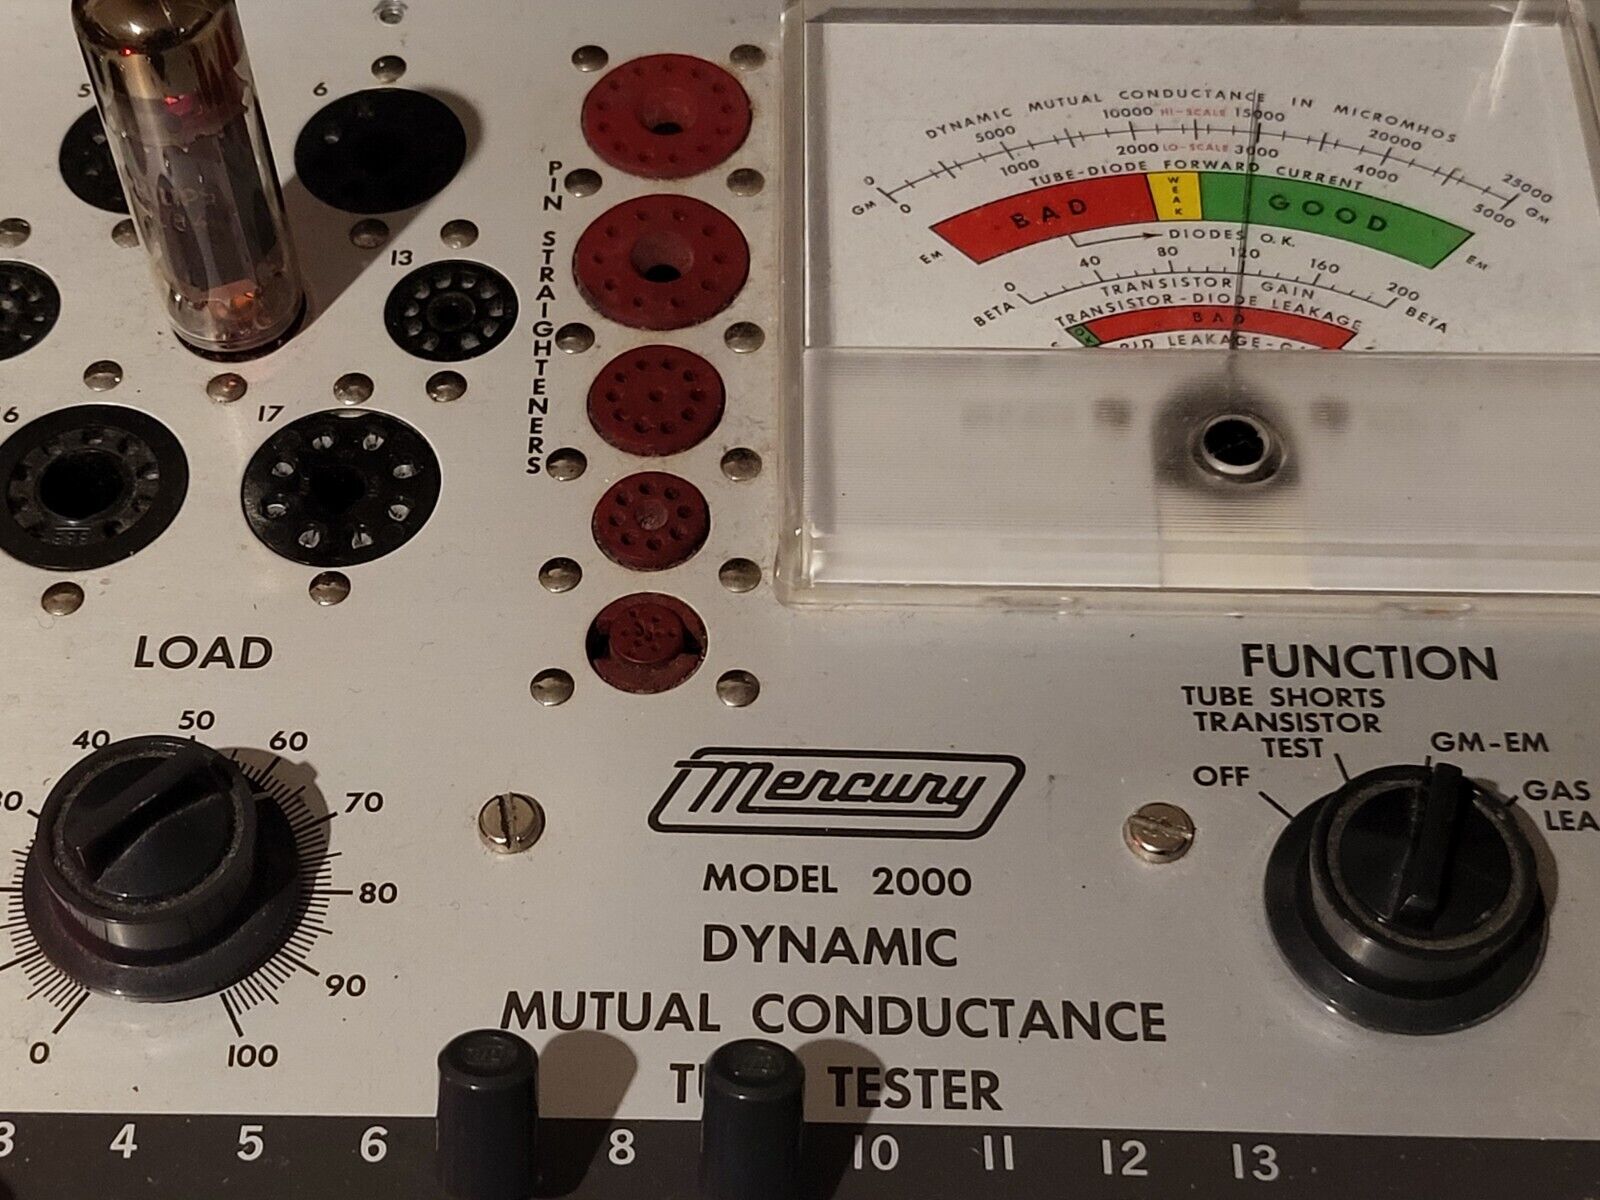 5
6
13
16
17
PIN STRAIGHTENERS
DYNAMIC MUTUAL CONDUCTANCE IN MICROMHOS
0 5000 10000 HI-SCALE 15000 20000 25000
GM 0 1000 2000 LO-SCALE 3000 4000 5000 GM
TUBE-DIODE FORWARD CURRENT
EM BAD WEAK GOOD EM
DIODES O.K.
0 40 80 120 160 200
BETA TRANSISTOR GAIN BETA
TRANSISTOR-DIODE LEAKAGE
BAD
LEAKAGE-
LOAD
40 50 60
70
80
90
0 100
Mercury
MODEL 2000
DYNAMIC
MUTUAL CONDUCTANCE
TESTER
FUNCTION
TUBE SHORTS
TRANSISTOR
TEST
GM-EM
OFF
GAS
LEA
3 4 5 6 8 10 11 12 13